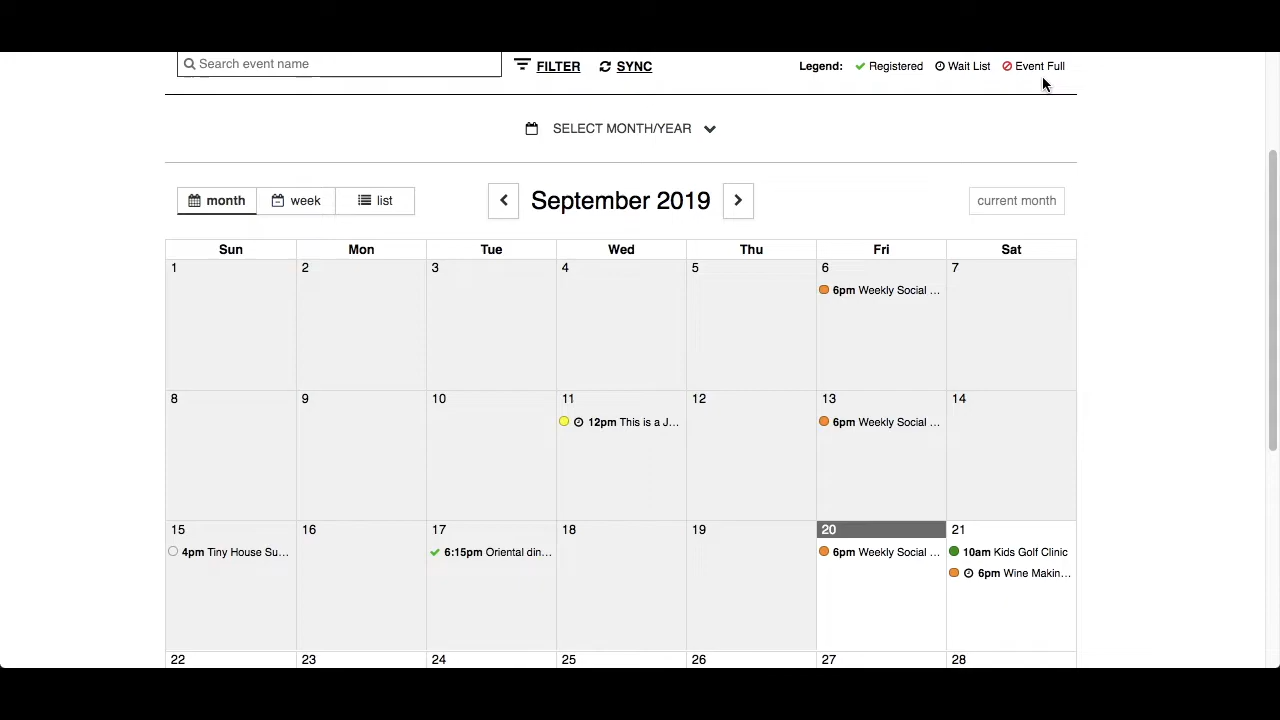 Search event name FILTER SYNC Legend: Registered Wait List Event Full
SELECT MONTH/YEAR
month week list September 2019 current month
Sun Mon Tue Wed Thu Fri Sat
1 2 3 4 5 6 7
6pm Weekly Social ...
8 9 10 11 12 13 14
12pm This is a J... 6pm Weekly Social ...
15 16 17 18 19 20 21
4pm Tiny House Su... 6:15pm Oriental din... 6pm Weekly Social ... 10am Kids Golf Clinic
6pm Wine Makin...
22 23 24 25 26 27 28